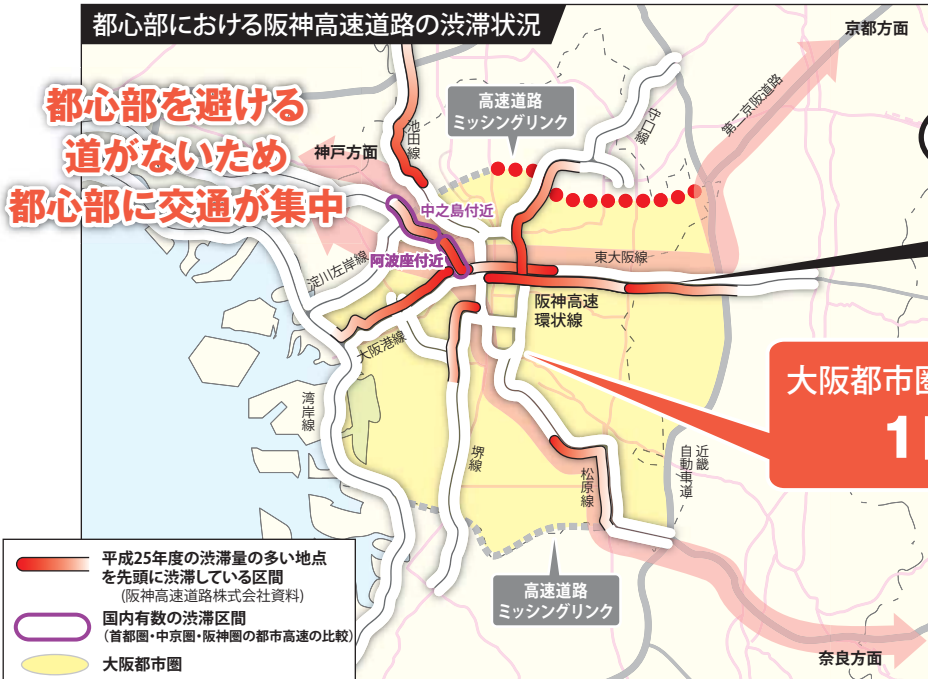 都心部における阪神高速道路の渋滞状況
京都方面
都心部を避ける
道がないため
都心部に交通が集中
高速道路
ミッシングリンク
池田線
守口線
第二京阪道路
神戸方面
中之島付近
阿波座付近
東大阪線
淀川左岸線
阪神高速
環状線
大阪港線
大阪都市圏
湾岸線
堺線
松原線
近畿
自動車道
高速道路
ミッシングリンク
平成25年度の渋滞量の多い地点
を先頭に渋滞している区間
(阪神高速道路株式会社資料)
国内有数の渋滞区間
(首都圏・中京圏・阪神圏の都市高速の比較)
大阪都市圏
奈良方面